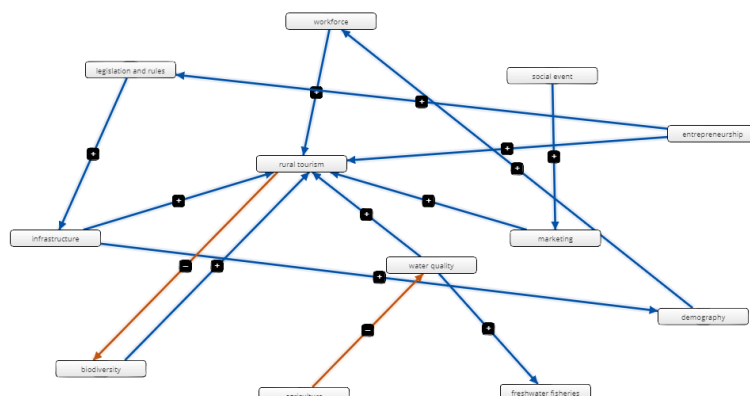 workforce
legislation and rules
social event
entrepreneurship
rural tourism
infrastructure
marketing
water quality
demography
biodiversity
freshwater fisheries